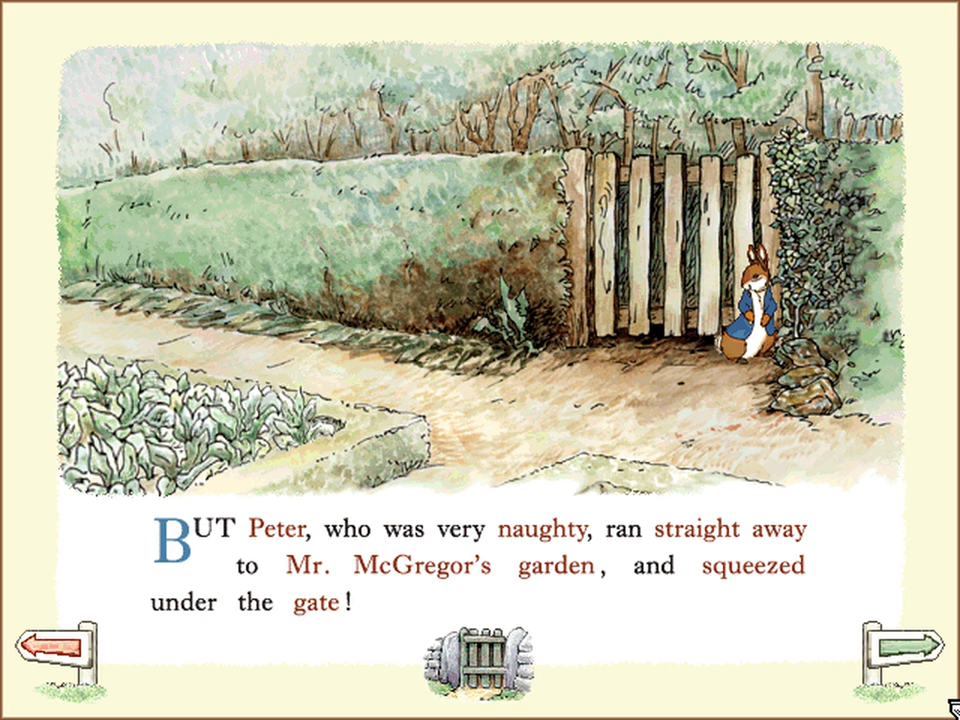 BUT Peter, who was very naughty, ran straight away
to Mr. McGregor's garden, and squeezed
under the gate!